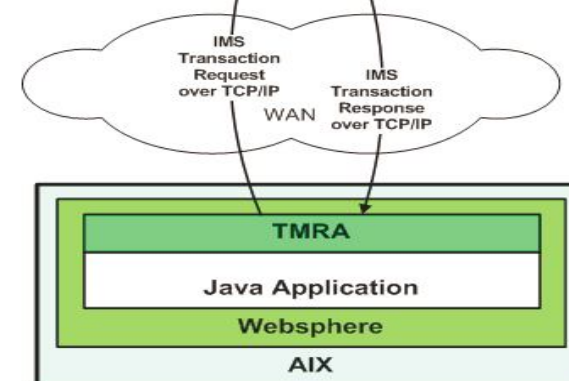 IMS
Transaction
Request
over TCP/IP
IMS
Transaction
Response
over TCP/IP
WAN
TMRA
Java Application
Websphere
AIX